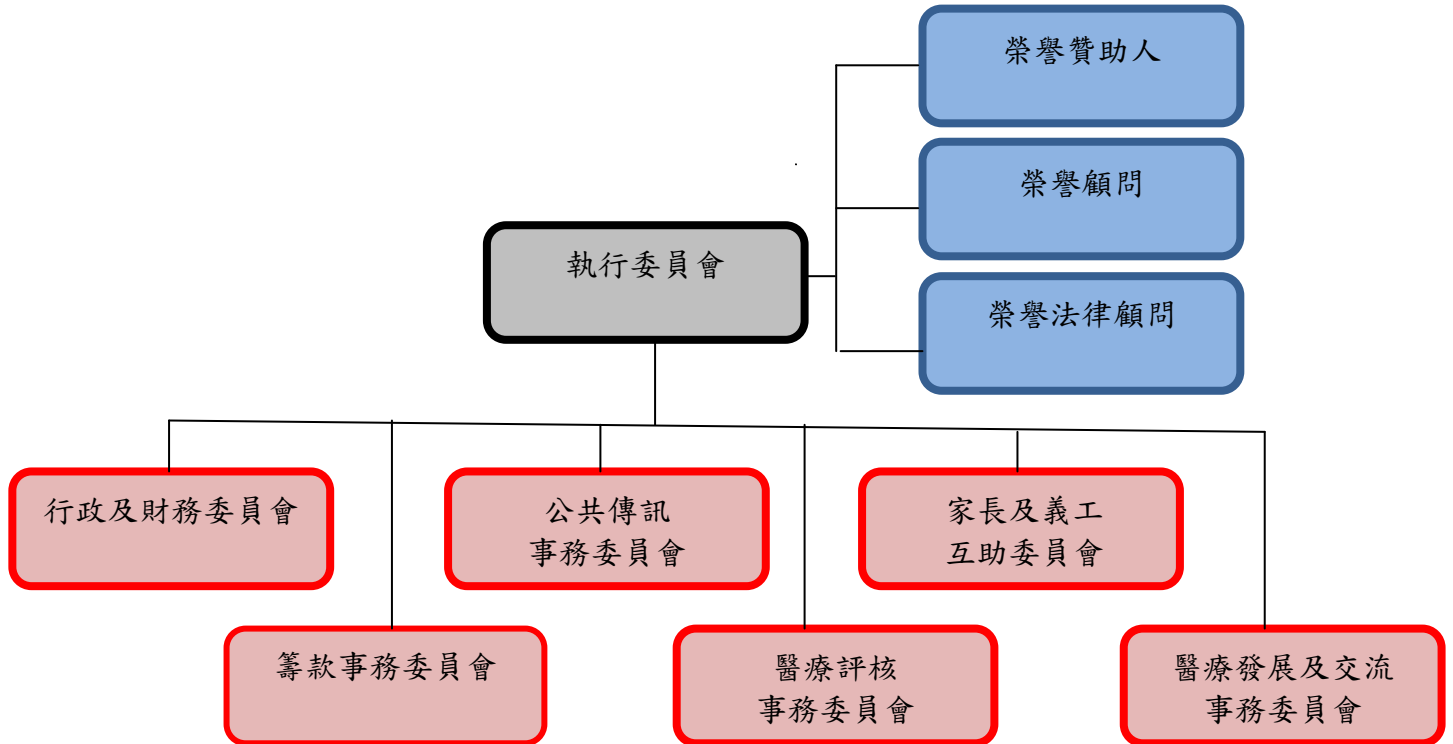 榮譽贊助人
榮譽顧問
執行委員會
榮譽法律顧問
行政及財務委員會
公共傳訊
事務委員會
家長及義工
互助委員會
籌款事務委員會
醫療評核
事務委員會
醫療發展及交流
事務委員會